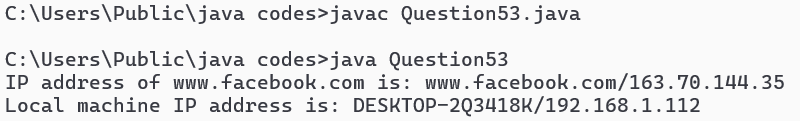 C:\Users\Public\java codes>javac Question53.java
C:\Users\Public\java codes>java Question53
IP address of www.facebook.com is: www.facebook.com/163.70.144.35
Local machine IP address is: DESKTOP-2Q3418K/192.168.1.112